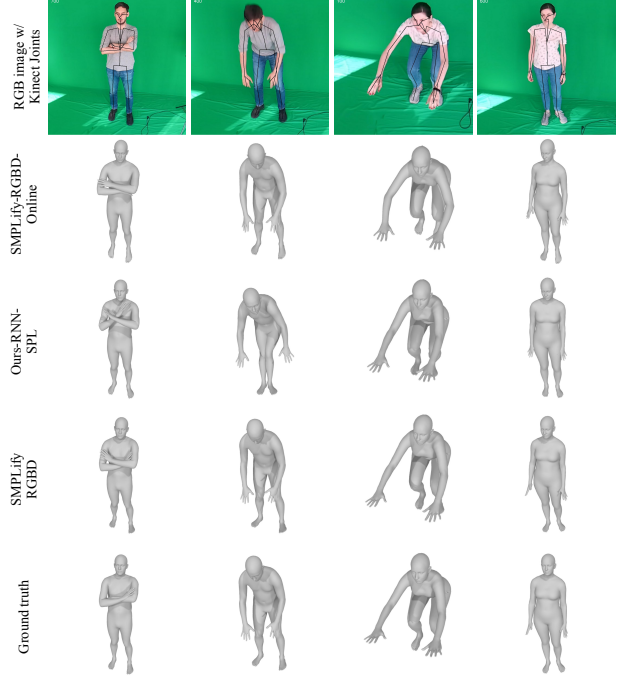 RGB image w/
Kinect Joints
SMPLify-RGBD-
Online
Ours-RNN-
SPL
SMPLify
RGBD
Ground truth